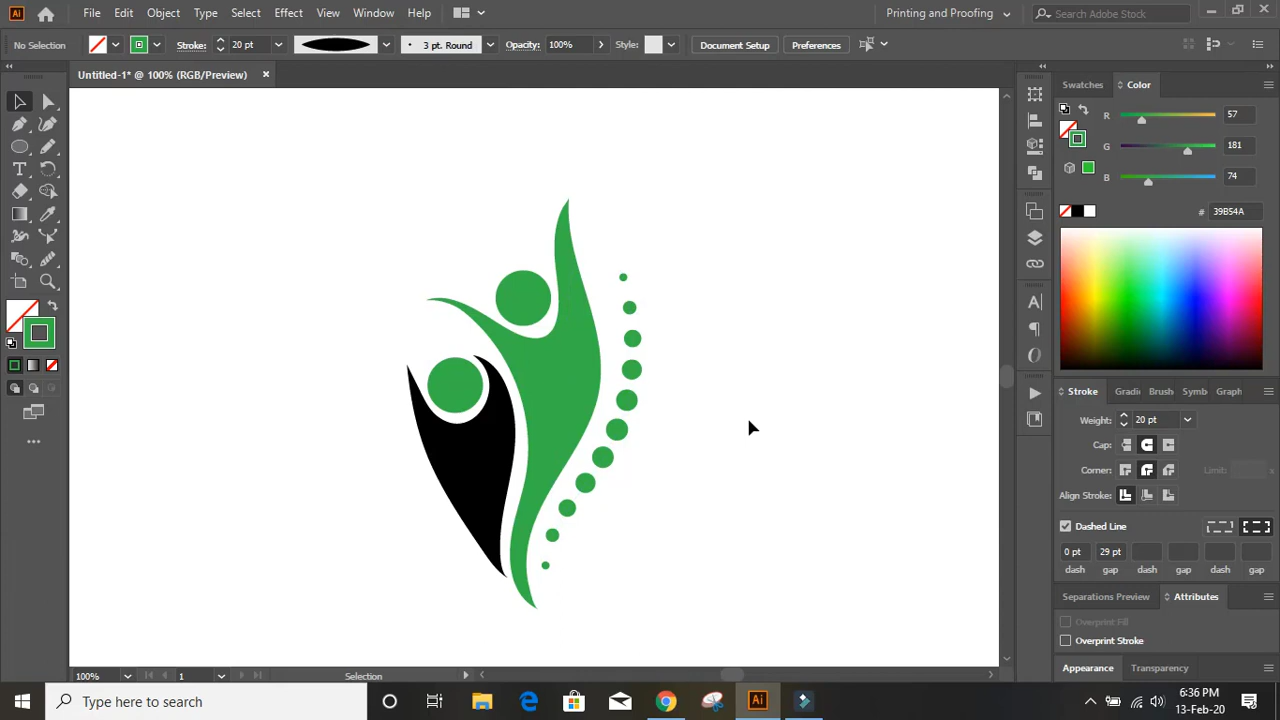 Ai File Edit Object Type Select Effect View Window Help Printing and Proofing Search Adobe Stock
No Selection Stroke: 20 pt 3 pt. Round Opacity: 100% Style: Document Setup Preferences
Untitled-1* @ 100% (RGB/Preview) ×
Swatches Color
R 57
G 181
B 74
# 39B54A
Stroke Gradi Brush Symb Graph
Weight: 20 pt
Cap:
Corner: Limit:
Align Stroke:
Dashed Line
0 pt 29 pt
dash gap dash gap dash gap
Separations Preview Attributes
Overprint Fill
Overprint Stroke
Appearance Transparency
100% 1 Selection
Type here to search Ai 6:36 PM
13-Feb-20